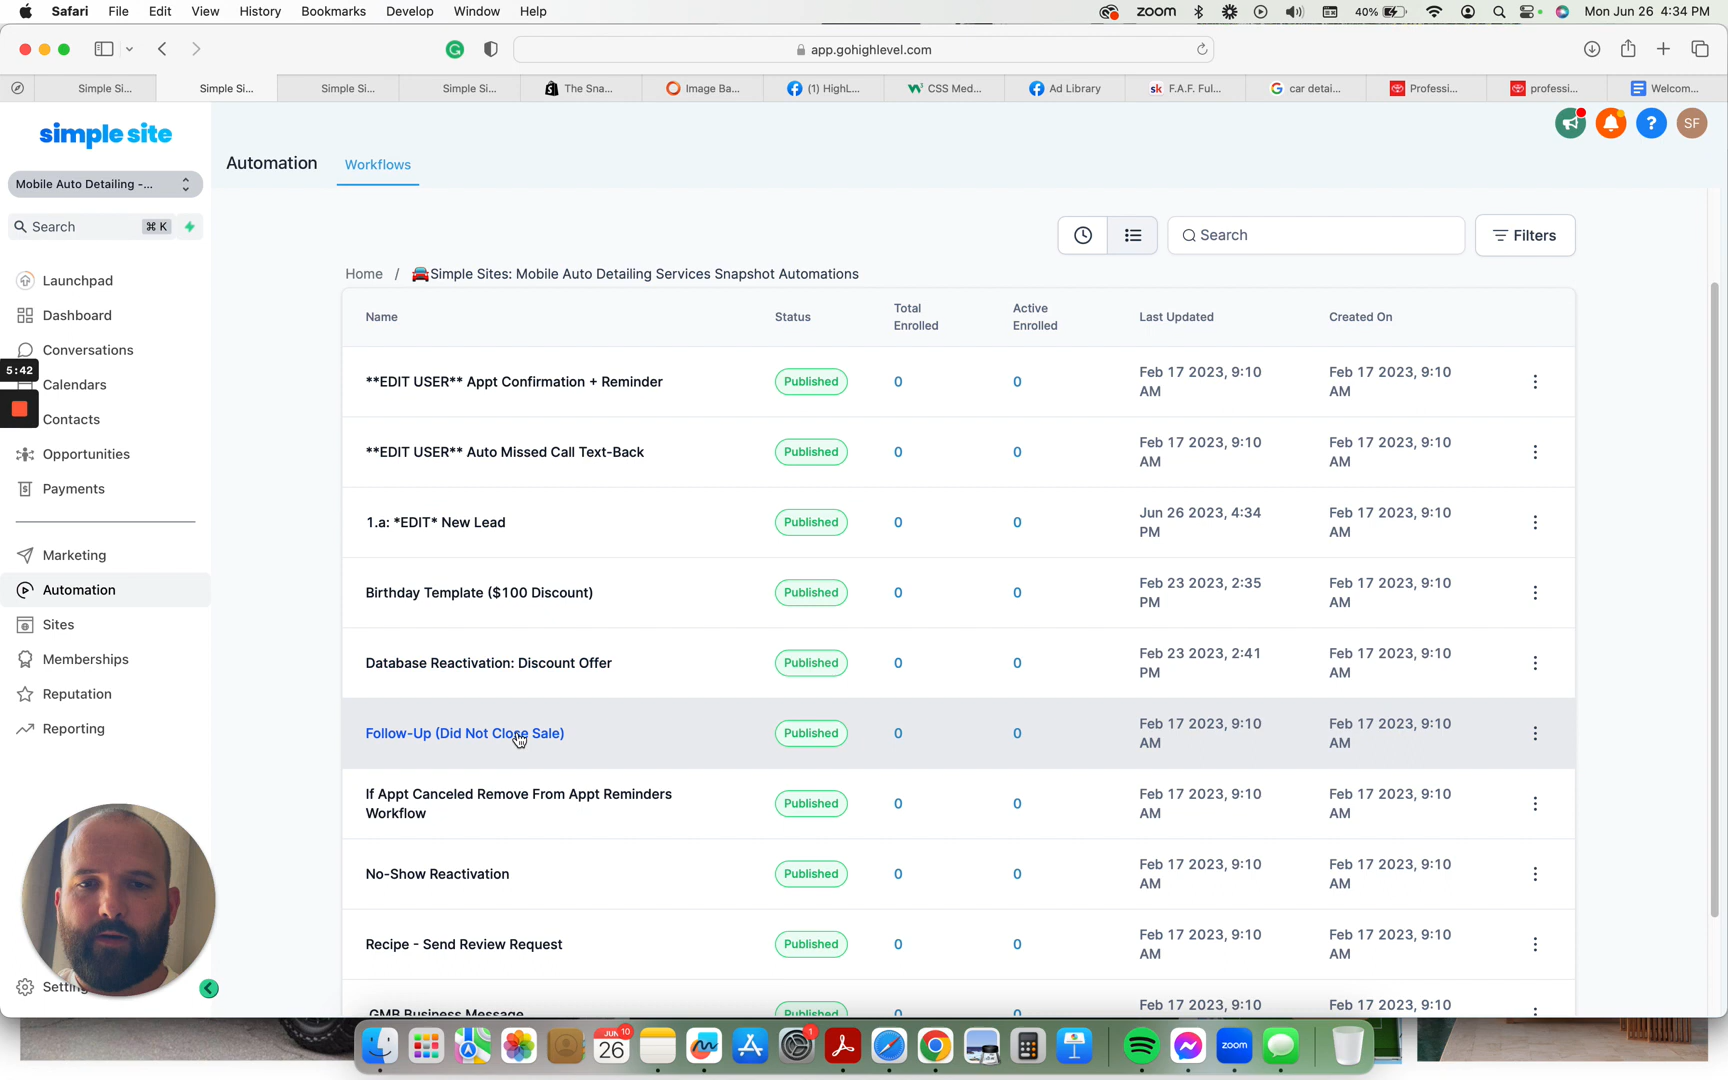 Safari File Edit View History Bookmarks Develop Window Help zoom 40% Mon Jun 26 4:34 PM
app.gohighlevel.com
Simple Si... Simple Si... Simple Si... Simple Si... The Sna... Image Ba... (1) HighL... CSS Med... Ad Library F.A.F. Ful... car detai... Professi... professi... Welcom...
simple site
? SF
Automation Workflows
Mobile Auto Detailing -...
Search ⌘ K
Search Filters
Home / 🚘Simple Sites: Mobile Auto Detailing Services Snapshot Automations
Launchpad
Dashboard
Conversations
5:42
Calendars
Contacts
Opportunities
Payments
Marketing
Automation
Sites
Memberships
Reputation
Reporting
Name Status Total Enrolled Active Enrolled Last Updated Created On
**EDIT USER** Appt Confirmation + Reminder Published 0 0 Feb 17 2023, 9:10 AM Feb 17 2023, 9:10 AM
**EDIT USER** Auto Missed Call Text-Back Published 0 0 Feb 17 2023, 9:10 AM Feb 17 2023, 9:10 AM
1.a: *EDIT* New Lead Published 0 0 Jun 26 2023, 4:34 PM Feb 17 2023, 9:10 AM
Birthday Template ($100 Discount) Published 0 0 Feb 23 2023, 2:35 PM Feb 17 2023, 9:10 AM
Database Reactivation: Discount Offer Published 0 0 Feb 23 2023, 2:41 PM Feb 17 2023, 9:10 AM
Follow-Up (Did Not Close Sale) Published 0 0 Feb 17 2023, 9:10 AM Feb 17 2023, 9:10 AM
If Appt Canceled Remove From Appt Reminders Workflow Published 0 0 Feb 17 2023, 9:10 AM Feb 17 2023, 9:10 AM
No-Show Reactivation Published 0 0 Feb 17 2023, 9:10 AM Feb 17 2023, 9:10 AM
Recipe - Send Review Request Published 0 0 Feb 17 2023, 9:10 AM Feb 17 2023, 9:10 AM
GMB Business Message Published 0 0 Feb 17 2023, 9:10 Feb 17 2023, 9:10
JUN 10
26 1 zoom